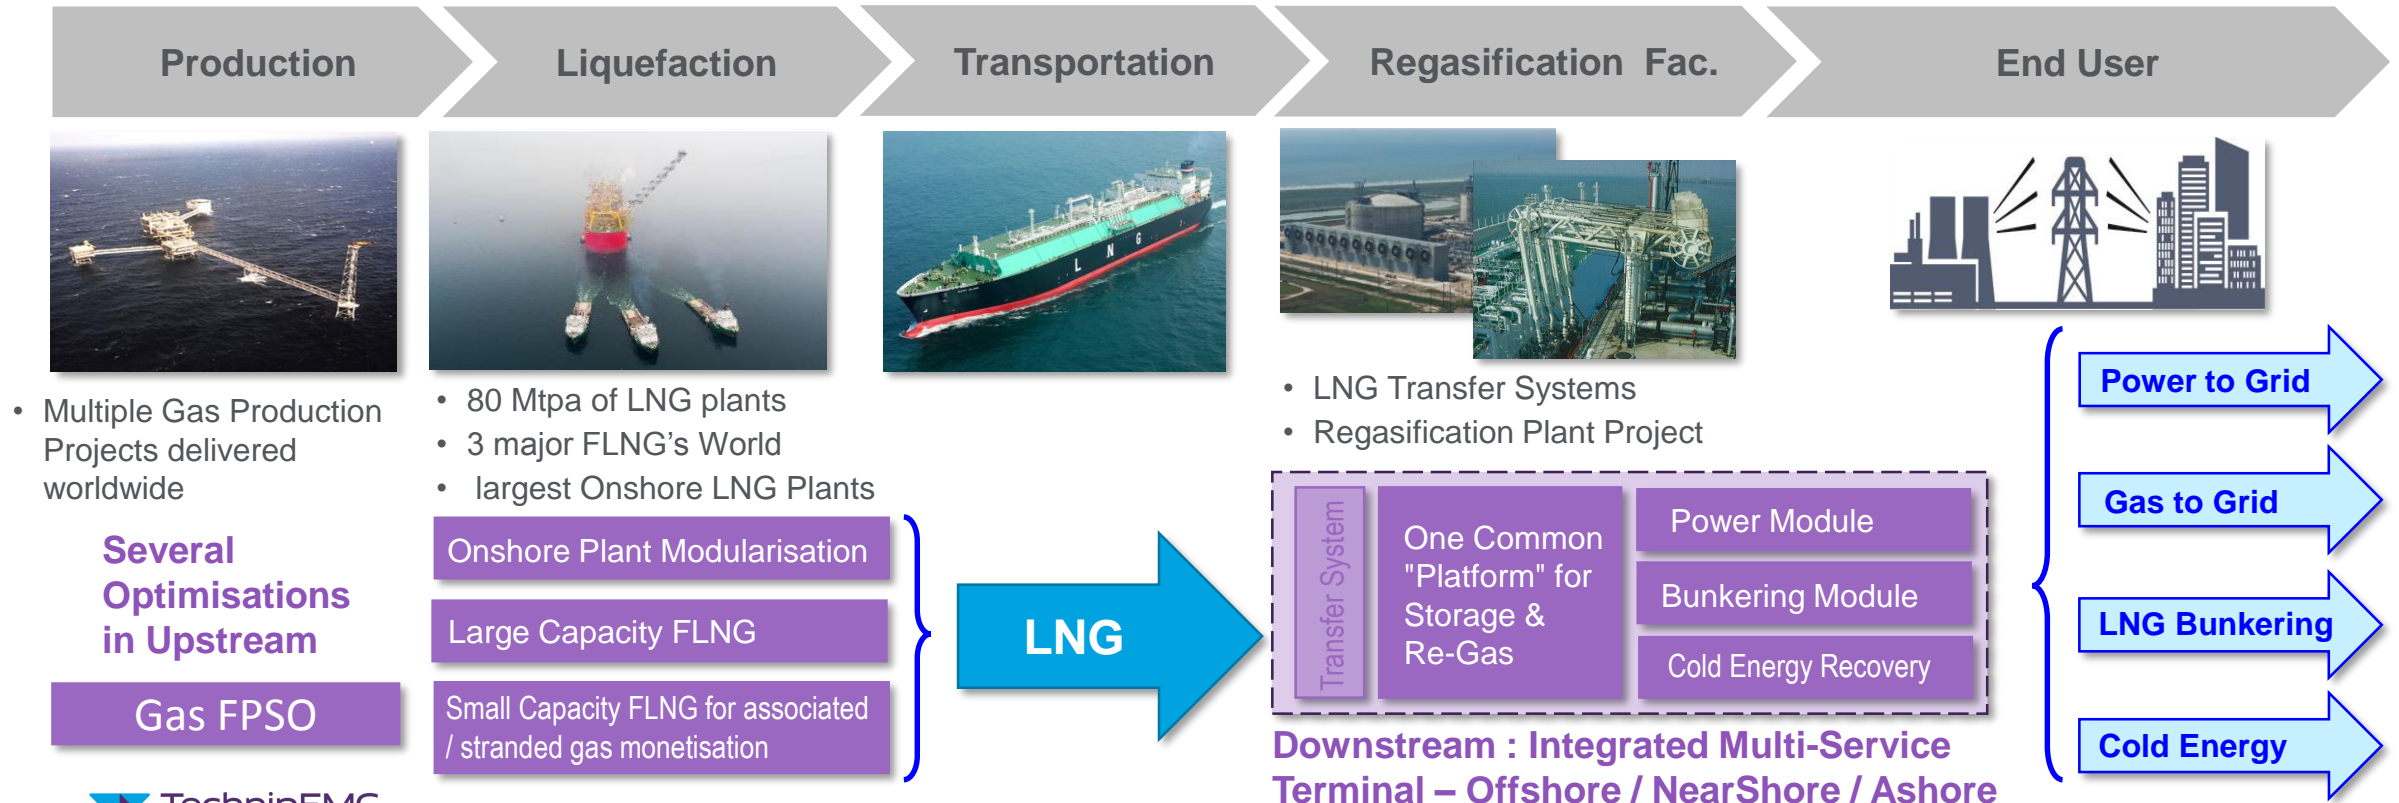 Production
Liquefaction
Transportation
Regasification Fac.
End User
L N G
• Multiple Gas Production
Projects delivered
worldwide
Several
Optimisations
in Upstream
Gas FPSO
• 80 Mtpa of LNG plants
• 3 major FLNG's World
• largest Onshore LNG Plants
Onshore Plant Modularisation
Large Capacity FLNG
Small Capacity FLNG for associated
/ stranded gas monetisation
LNG
• LNG Transfer Systems
• Regasification Plant Project
Transfer System
One Common
"Platform" for
Storage &
Re-Gas
Power Module
Bunkering Module
Cold Energy Recovery
Downstream : Integrated Multi-Service
Terminal – Offshore / NearShore / Ashore
Power to Grid
Gas to Grid
LNG Bunkering
Cold Energy
TechnipFMC